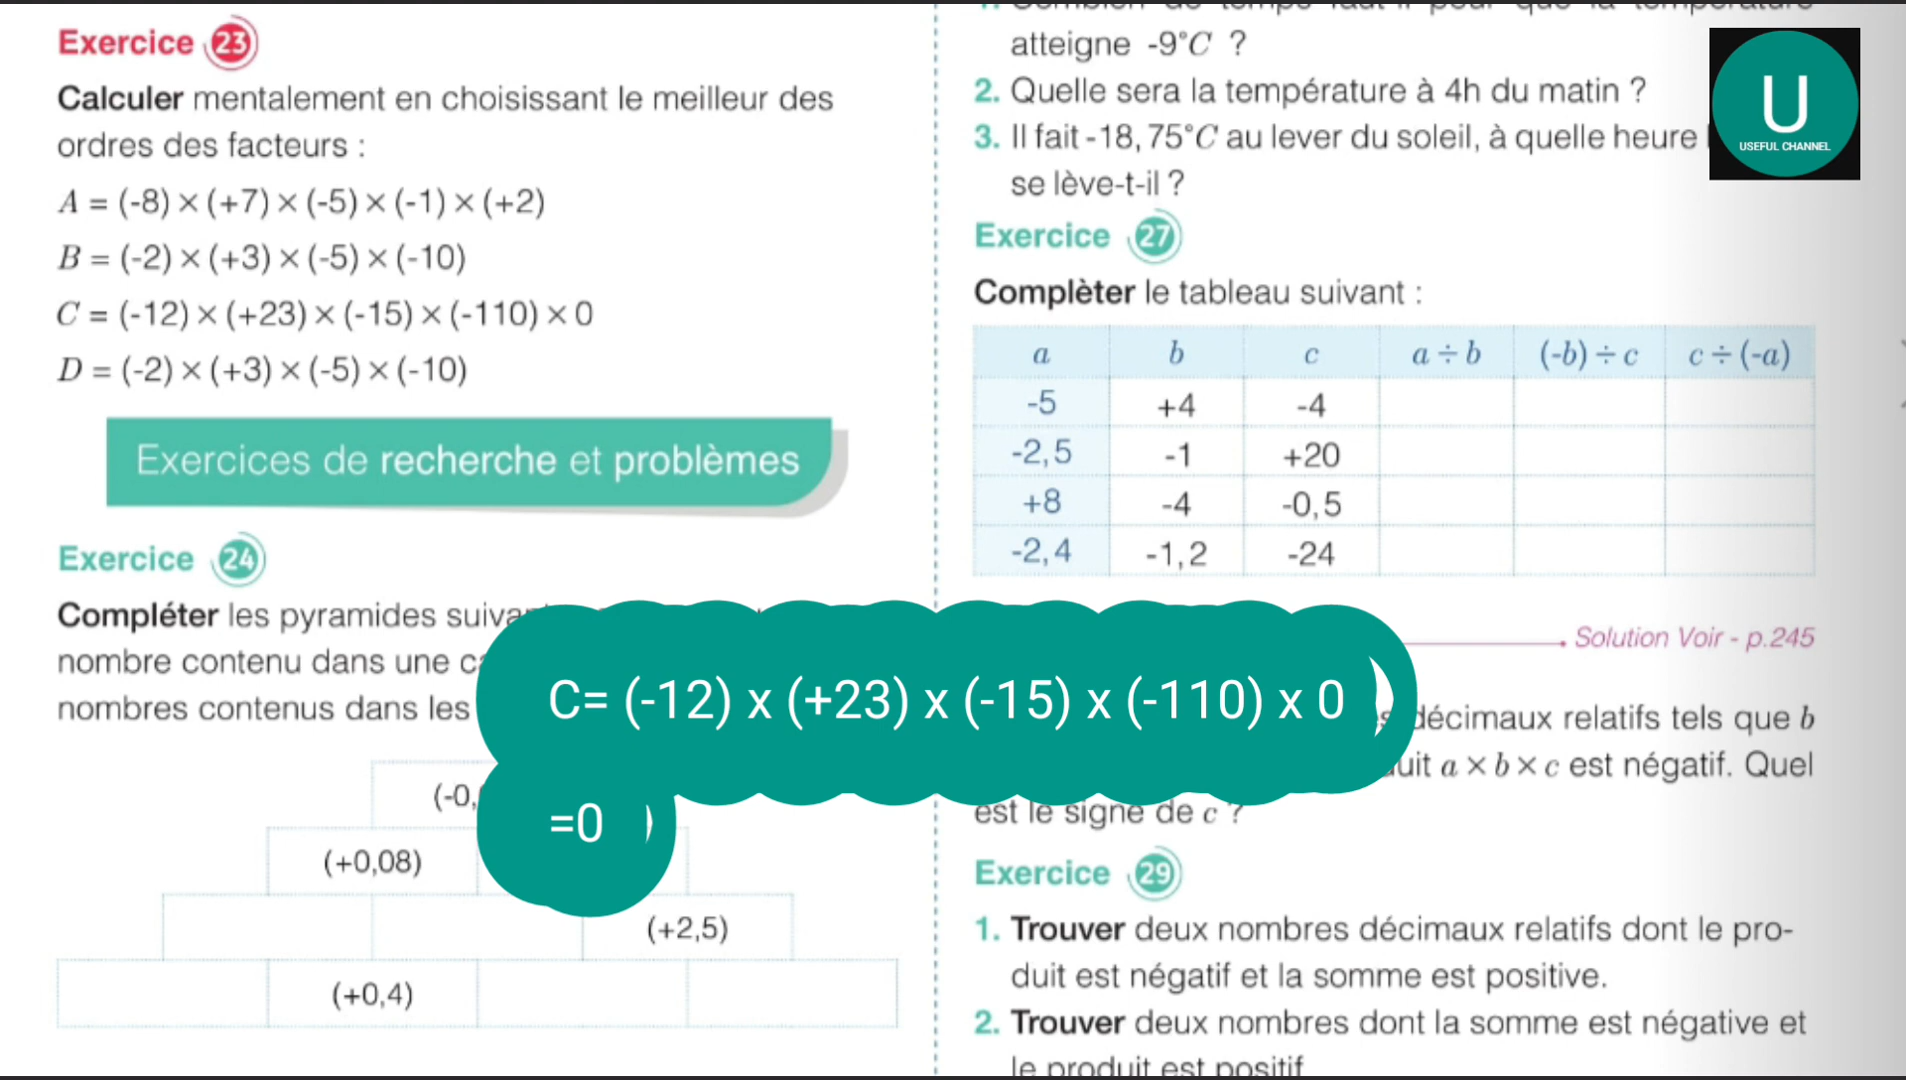 Exercice 23
Calculer mentalement en choisissant le meilleur des
ordres des facteurs :
A = (-8) × (+7) × (-5) × (-1) × (+2)
B = (-2) × (+3) × (-5) × (-10)
C = (-12) × (+23) × (-15) × (-110) × 0
D = (-2) × (+3) × (-5) × (-10)
Exercices de recherche et problèmes
Exercice 24
Compléter les pyramides
nombre contenu dans une
nombres contenus dans les
(-0,
(+0,08)
(+2,5)
(+0,4)
C= (-12) x (+23) x (-15) x (-110) x 0 )
=0 )
atteigne -9°C ?
2. Quelle sera la température à 4h du matin ?
3. Il fait -18,75°C au lever du soleil, à quelle heure
se lève-t-il ?
U
USEFUL CHANNEL
Exercice 27
Complèter le tableau suivant :
a b c a ÷ b (-b) ÷ c c ÷ (-a)
-5 +4 -4
-2,5 -1 +20
+8 -4 -0,5
-2,4 -1,2 -24
Solution Voir - p.245
décimaux relatifs tels que b
a × b × c est négatif. Quel
est le signe de c ?
Exercice 29
1. Trouver deux nombres décimaux relatifs dont le pro-
duit est négatif et la somme est positive.
2. Trouver deux nombres dont la somme est négative et
le produit est positif